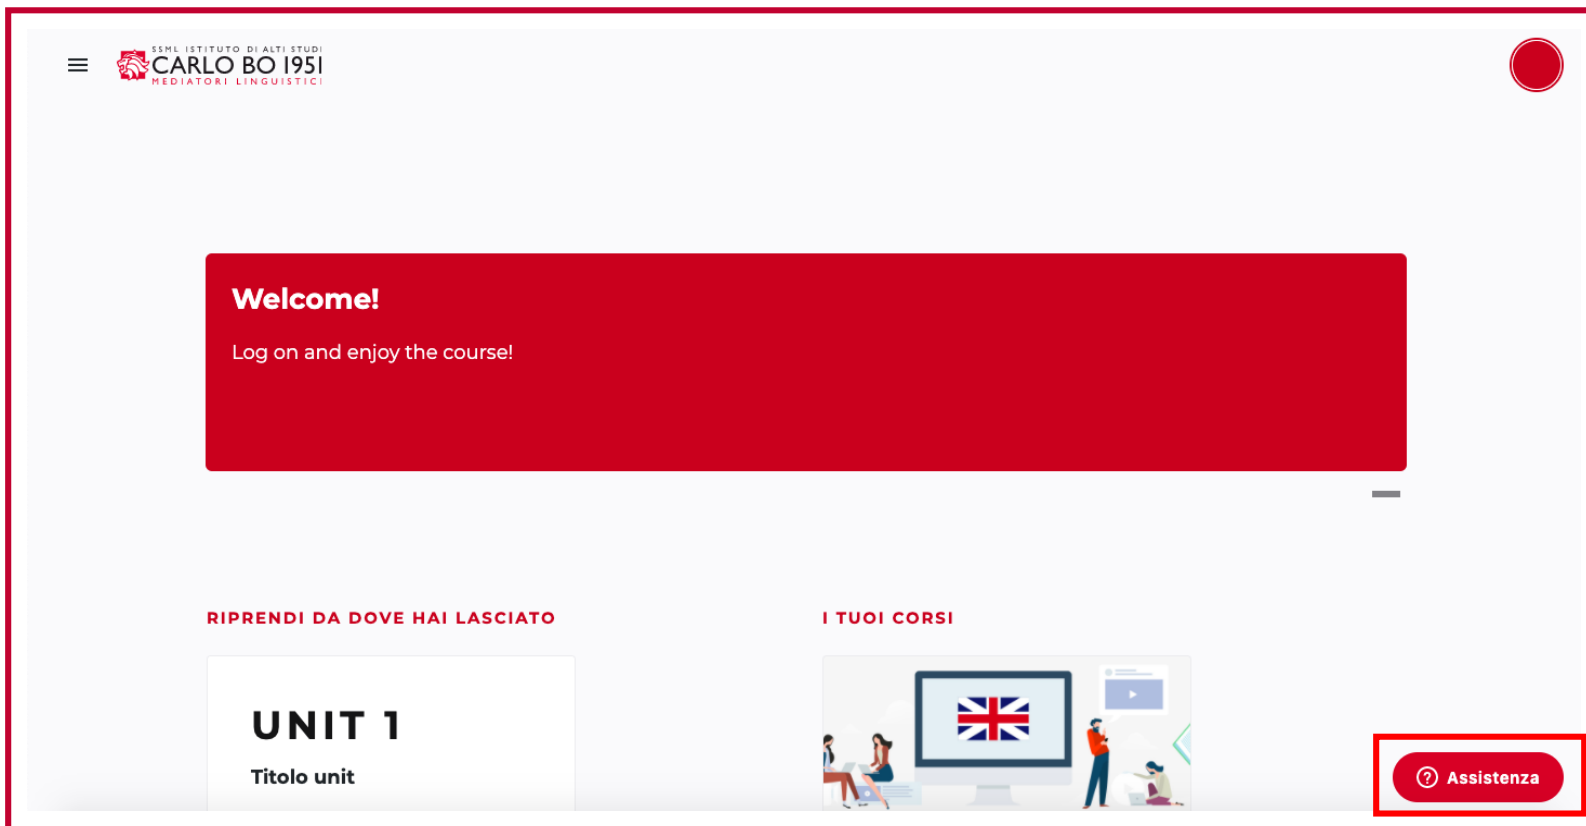 SSML ISTITUTO DI ALTI STUDI
CARLO BO 1951
MEDIATORI LINGUISTICI
Welcome!
Log on and enjoy the course!
RIPRENDI DA DOVE HAI LASCIATO
I TUOI CORSI
UNIT 1
Titolo unit
Assistenza